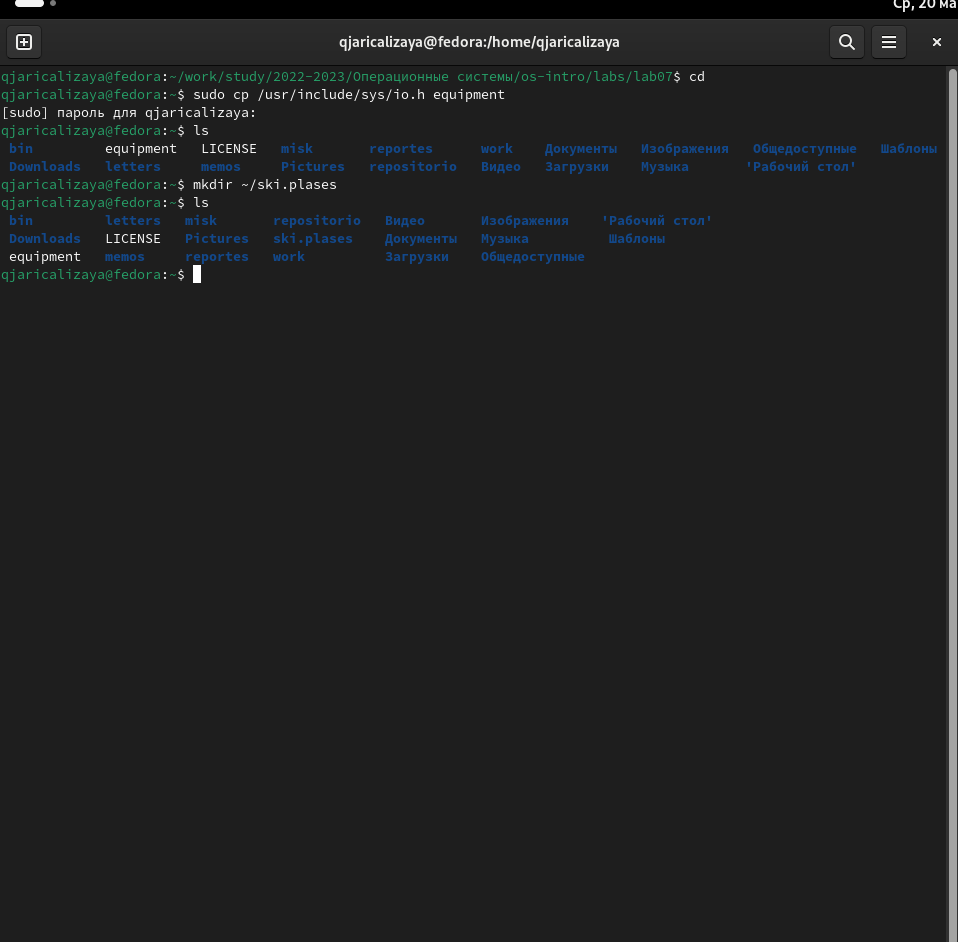 Ср, 20 ма
qjaricalizaya@fedora:/home/qjaricalizaya
qjaricalizaya@fedora:~/work/study/2022-2023/Операционные системы/os-intro/labs/lab07$ cd
qjaricalizaya@fedora:~$ sudo cp /usr/include/sys/io.h equipment
[sudo] пароль для qjaricalizaya:
qjaricalizaya@fedora:~$ ls
bin equipment LICENSE misk reportes work Документы Изображения Общедоступные Шаблоны
Downloads letters memos Pictures repositorio Видео Загрузки Музыка 'Рабочий стол'
qjaricalizaya@fedora:~$ mkdir ~/ski.plases
qjaricalizaya@fedora:~$ ls
bin letters misk repositorio Видео Изображения 'Рабочий стол'
Downloads LICENSE Pictures ski.plases Документы Музыка Шаблоны
equipment memos reportes work Загрузки Общедоступные
qjaricalizaya@fedora:~$